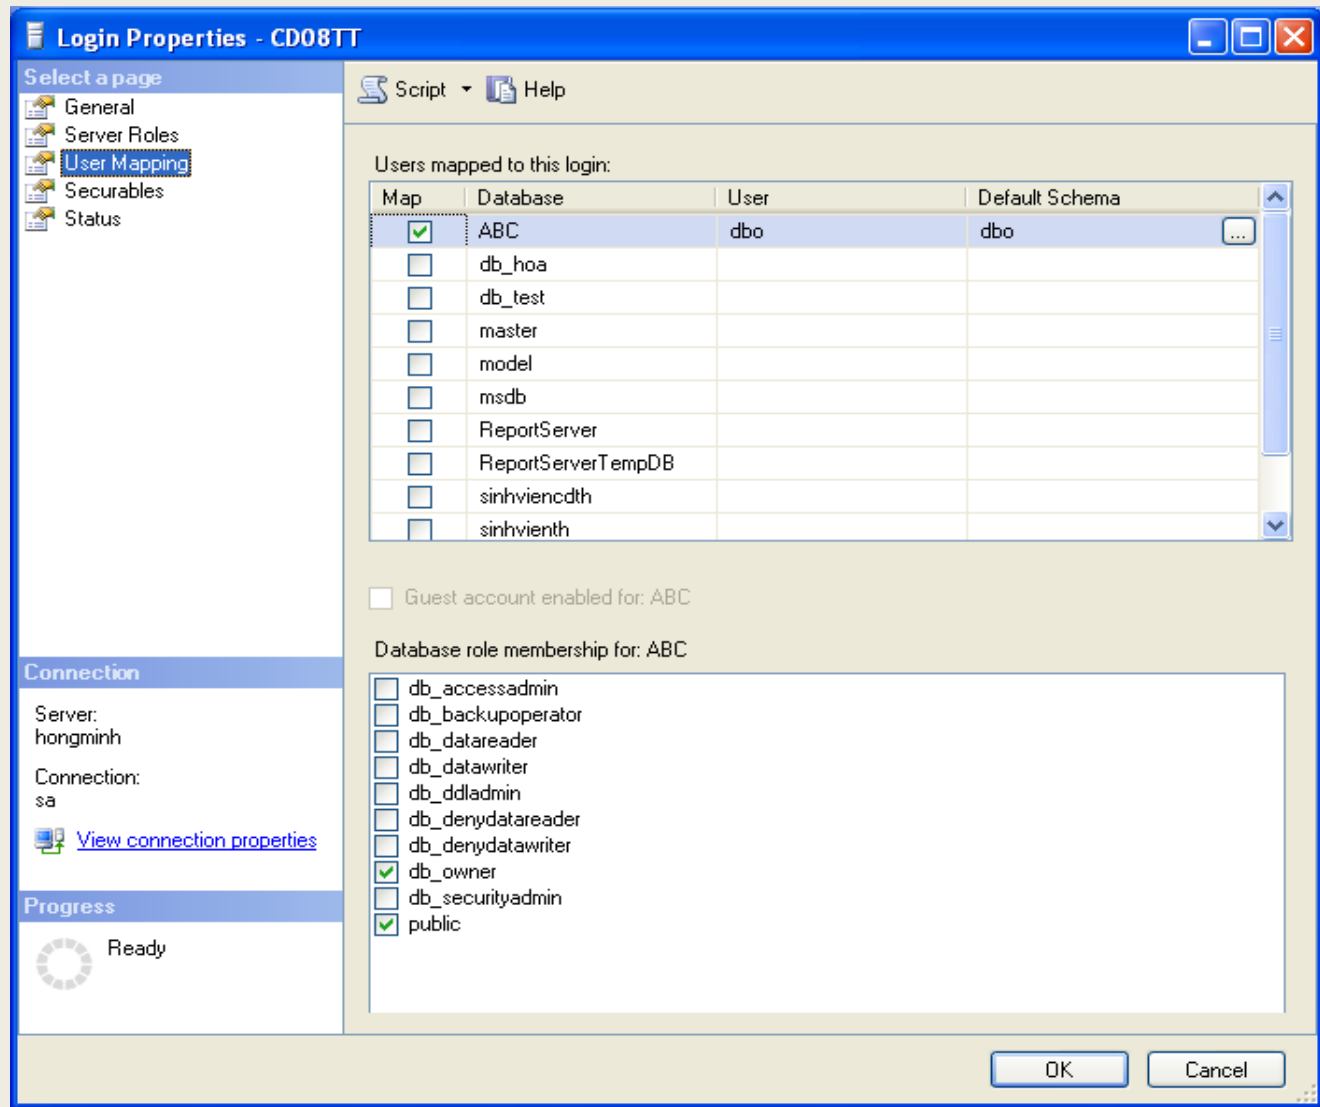 Login Properties - CD08TT
Select a page
General
Server Roles
User Mapping
Securables
Status
Script
Help
Users mapped to this login:
Map Database User Default Schema
ABC dbo dbo ...
db_hoa
db_test
master
model
msdb
ReportServer
ReportServerTempDB
sinhviencdth
sinhvienth
Guest account enabled for: ABC
Database role membership for: ABC
db_accessadmin
db_backupoperator
db_datareader
db_datawriter
db_ddladmin
db_denydatareader
db_denydatawriter
db_owner
db_securityadmin
public
Connection
Server:
hongminh
Connection:
sa
View connection properties
Progress
Ready
OK
Cancel